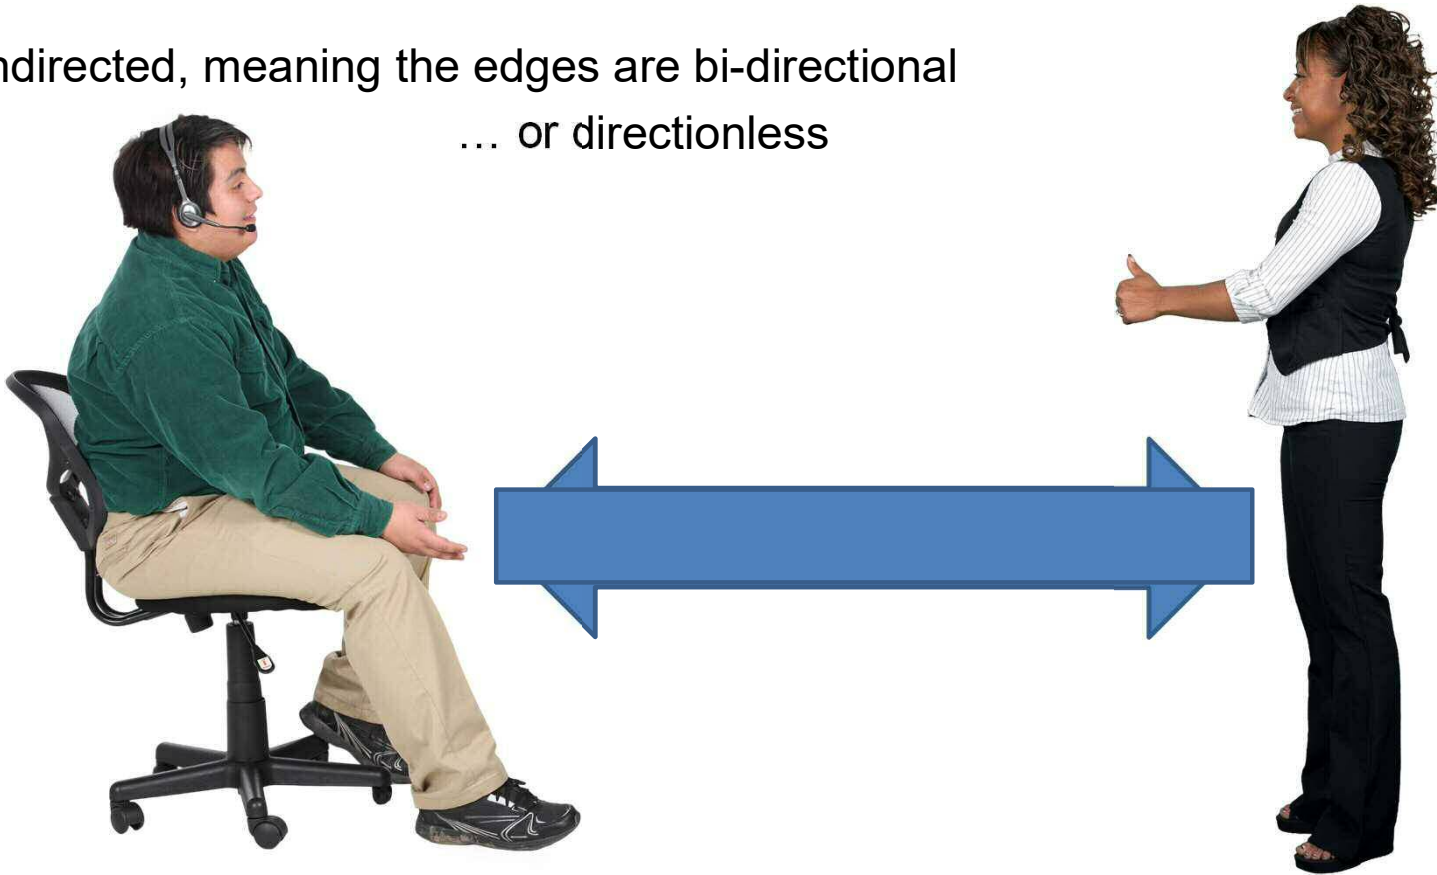 ndirected, meaning the edges are bi-directional
… or directionless